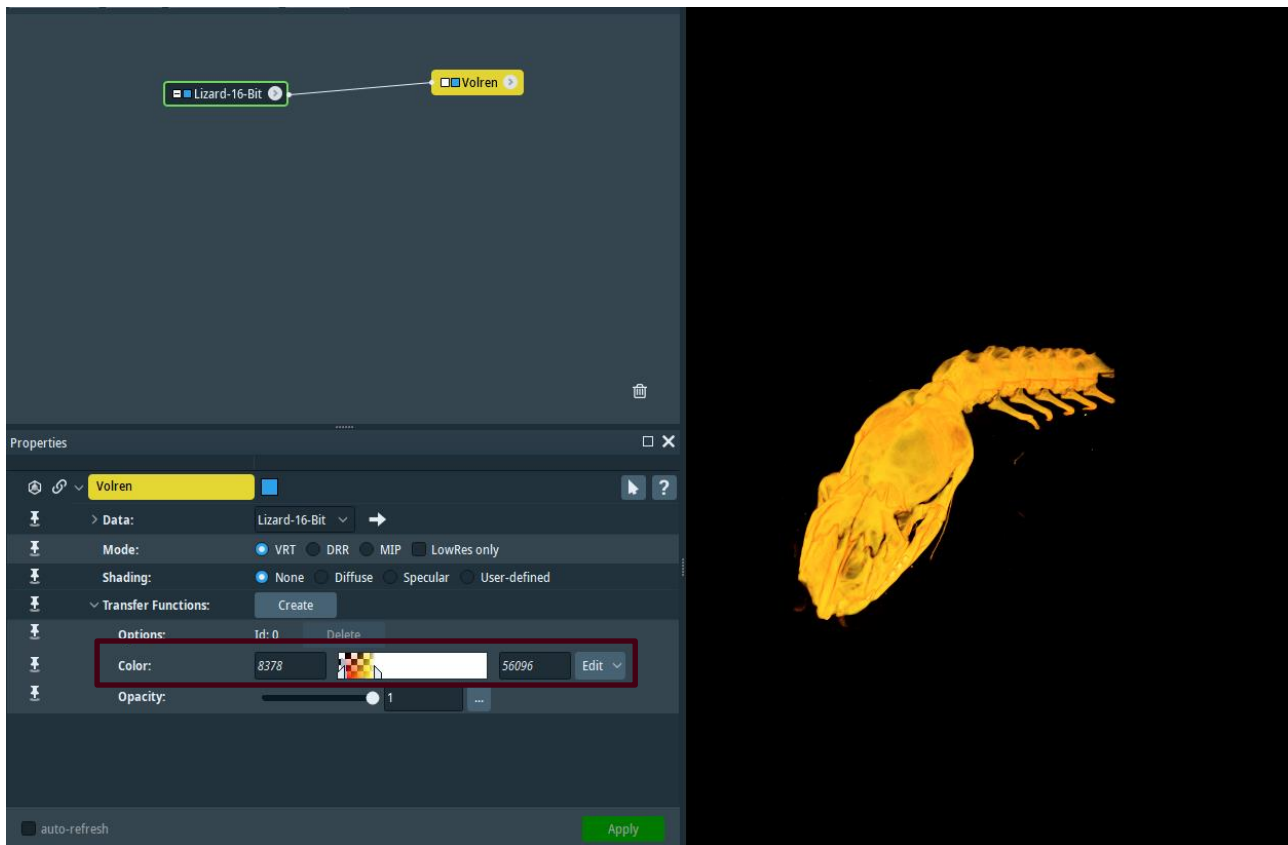 Lizard-16-Bit
Volren
Properties
Volren
?
Data: Lizard-16-Bit
Mode: VRT DRR MIP LowRes only
Shading: None Diffuse Specular User-defined
Transfer Functions: Create
Options: Id: 0 Delete
Color: 8378 56096 Edit
Opacity: 1 ...
auto-refresh Apply